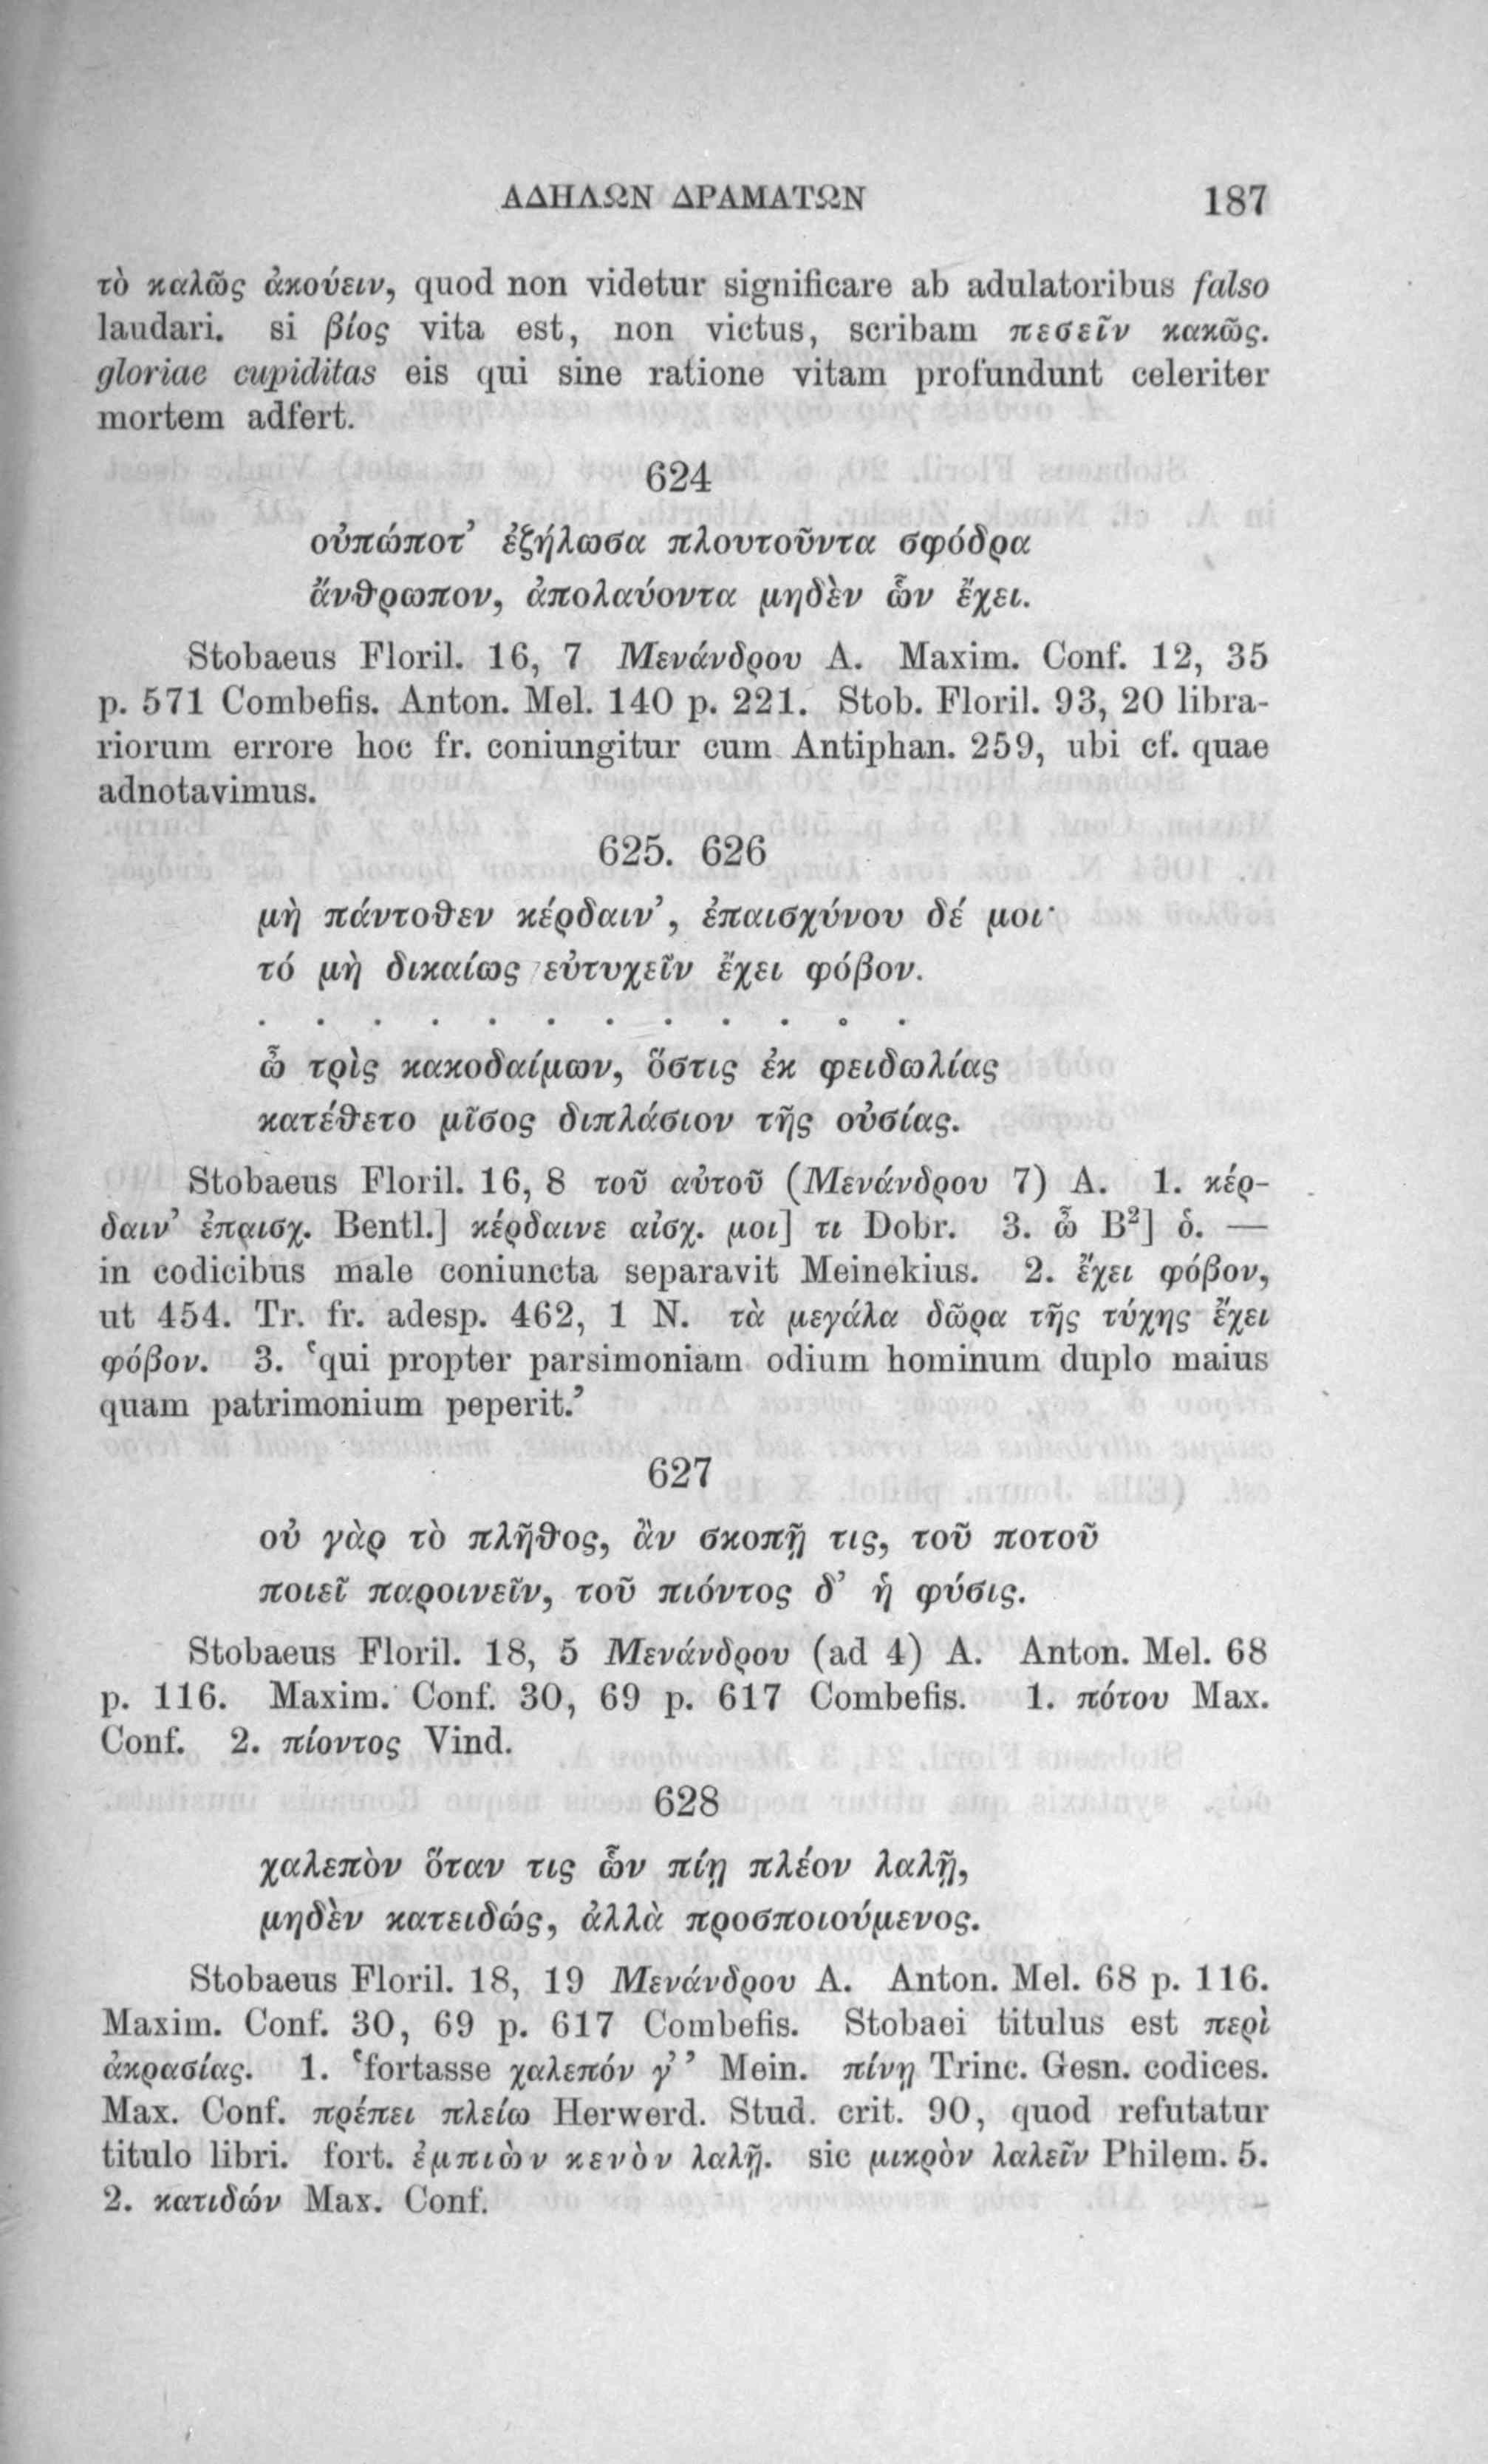 ΑΔΗΛΩΝ ΔΡΑΜΑΤΩΝ 187
τὸ καλῶς ἀκούειν, quod non videtur significare ab adulatoribus falso
laudari. si βίος vita est, non victus, scribam πεσεῖν κακῶς.
gloriae cupiditas eis qui sine ratione vitam profundunt celeriter
mortem adfert.
624
οὐπώποτ’ ἐζήλωσα πλουτοῦντα σφόδρα
ἄνθρωπον, ἀπολαύοντα μηδὲν ὧν ἔχει.
Stobaeus Floril. 16, 7 Μενάνδρου A. Maxim. Conf. 12, 35
p. 571 Combefis. Anton. Mel. 140 p. 221. Stob. Floril. 93, 20 libra-
riorum errore hoc fr. coniungitur cum Antiphan. 259, ubi cf. quae
adnotavimus.
625. 626
μὴ πάντοθεν κέρδαιν’, ἐπαισχύνου δέ μοι·
τό μὴ δικαίως εὐτυχεῖν ἔχει φόβον.
. . . . . . . . . . . .
ὦ τρὶς κακοδαίμων, ὅστις ἐκ φειδωλίας
κατέθετο μῖσος διπλάσιον τῆς οὐσίας.
Stobaeus Floril. 16, 8 τοῦ αὐτοῦ (Μενάνδρου 7) A. 1. κέρ-
δαιν’ ἐπαισχ. Bentl.] κέρδαινε αἰσχ. μοι] τι Dobr. 3. ὦ B²] ὁ. —
in codicibus male coniuncta separavit Meinekius. 2. ἔχει φόβον,
ut 454. Tr. fr. adesp. 462, 1 N. τὰ μεγάλα δῶρα τῆς τύχης ἔχει
φόβον. 3. ‘qui propter parsimoniam odium hominum duplo maius
quam patrimonium peperit.’
627
οὐ γὰρ τὸ πλῆθος, ἂν σκοπῇ τις, τοῦ ποτοῦ
ποιεῖ παροινεῖν, τοῦ πιόντος δ’ ἡ φύσις.
Stobaeus Floril. 18, 5 Μενάνδρου (ad 4) A. Anton. Mel. 68
p. 116. Maxim. Conf. 30, 69 p. 617 Combefis. 1. πότου Max.
Conf. 2. πίοντος Vind.
628
χαλεπὸν ὅταν τις ὧν πίῃ πλέον λαλῇ,
μηδὲν κατειδώς, ἀλλὰ προσποιούμενος.
Stobaeus Floril. 18, 19 Μενάνδρου A. Anton. Mel. 68 p. 116.
Maxim. Conf. 30, 69 p. 617 Combefis. Stobaei titulus est περὶ
ἀκρασίας. 1. ‘fortasse χαλεπόν γ’ ’ Mein. πίνῃ Trinc. Gesn. codices.
Max. Conf. πρέπει πλείω Herwerd. Stud. crit. 90, quod refutatur
titulo libri. fort. ἐμπιὼν κενὸν λαλῇ. sic μικρὸν λαλεῖν Philem. 5.
2. κατιδών Max. Conf.